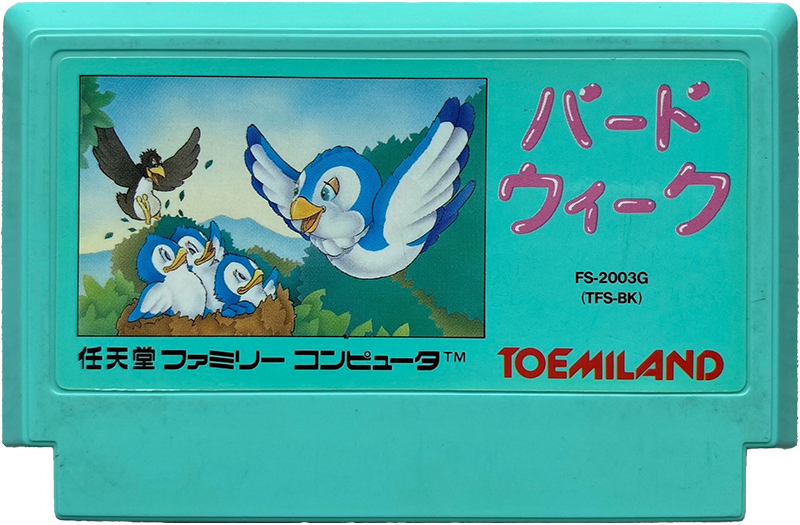 バード
ウィーク
FS-2003G
(TFS-BK)
任天堂 ファミリー コンピュータ™
TOEMILAND